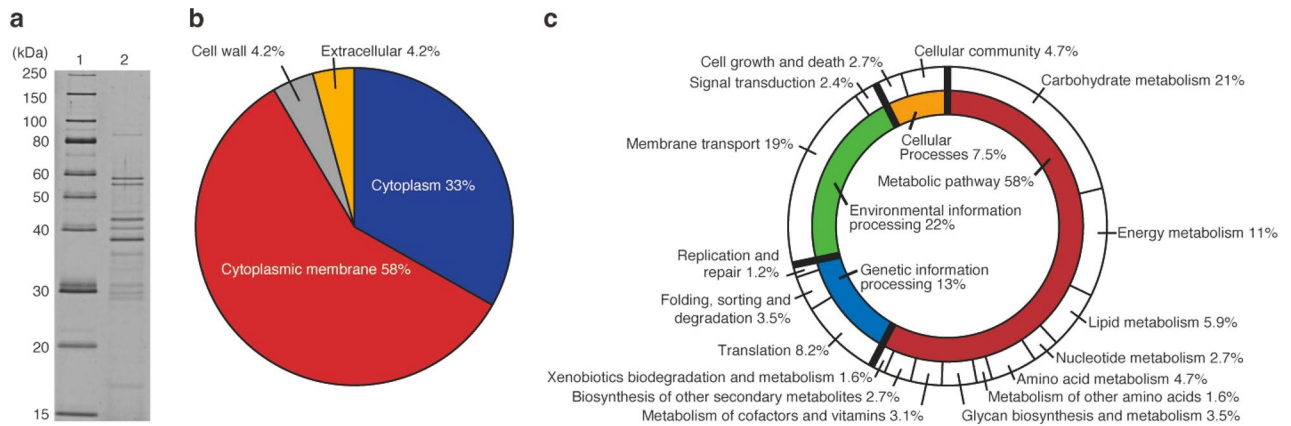 a
(kDa)
1 2
250
150
100
80
60
50
40
30
20
15
b
Cell wall 4.2%
Extracellular 4.2%
Cytoplasm 33%
Cytoplasmic membrane 58%
c
Cellular community 4.7%
Cell growth and death 2.7%
Signal transduction 2.4%
Carbohydrate metabolism 21%
Membrane transport 19%
Cellular
Processes 7.5%
Metabolic pathway 58%
Environmental information
processing 22%
Energy metabolism 11%
Replication and
repair 1.2%
Genetic information
processing 13%
Folding, sorting and
degradation 3.5%
Lipid metabolism 5.9%
Translation 8.2%
Nucleotide metabolism 2.7%
Xenobiotics biodegradation and metabolism 1.6%
Amino acid metabolism 4.7%
Biosynthesis of other secondary metabolites 2.7%
Metabolism of other amino acids 1.6%
Metabolism of cofactors and vitamins 3.1%
Glycan biosynthesis and metabolism 3.5%